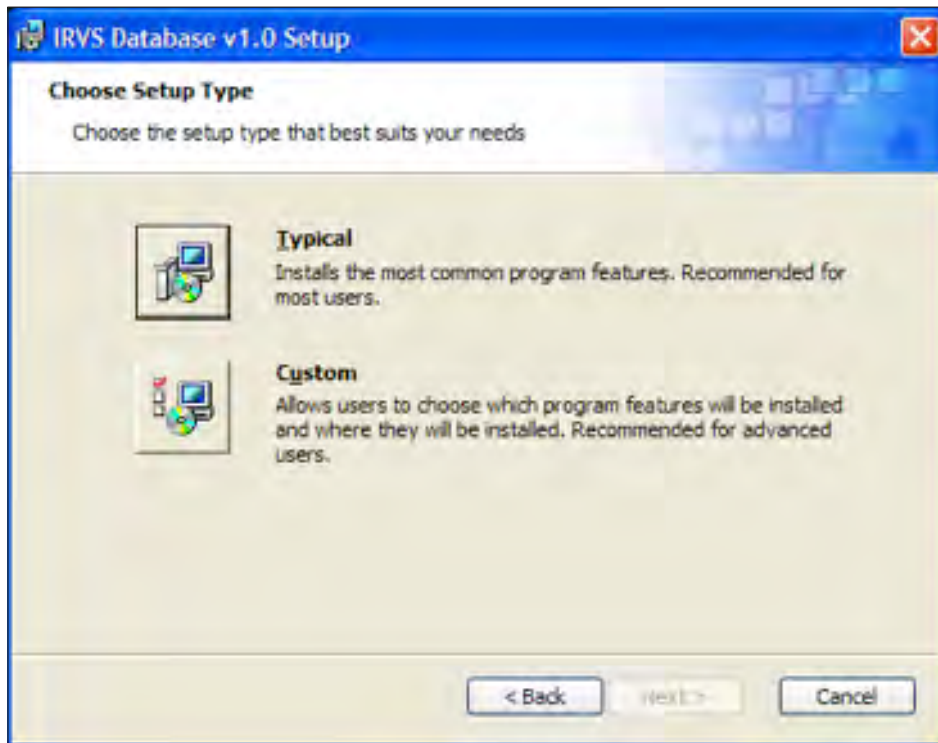 IRVS Database v1.0 Setup
Choose Setup Type
Choose the setup type that best suits your needs
Typical
Installs the most common program features. Recommended for
most users.
Custom
Allows users to choose which program features will be installed
and where they will be installed. Recommended for advanced
users.
< Back Next > Cancel